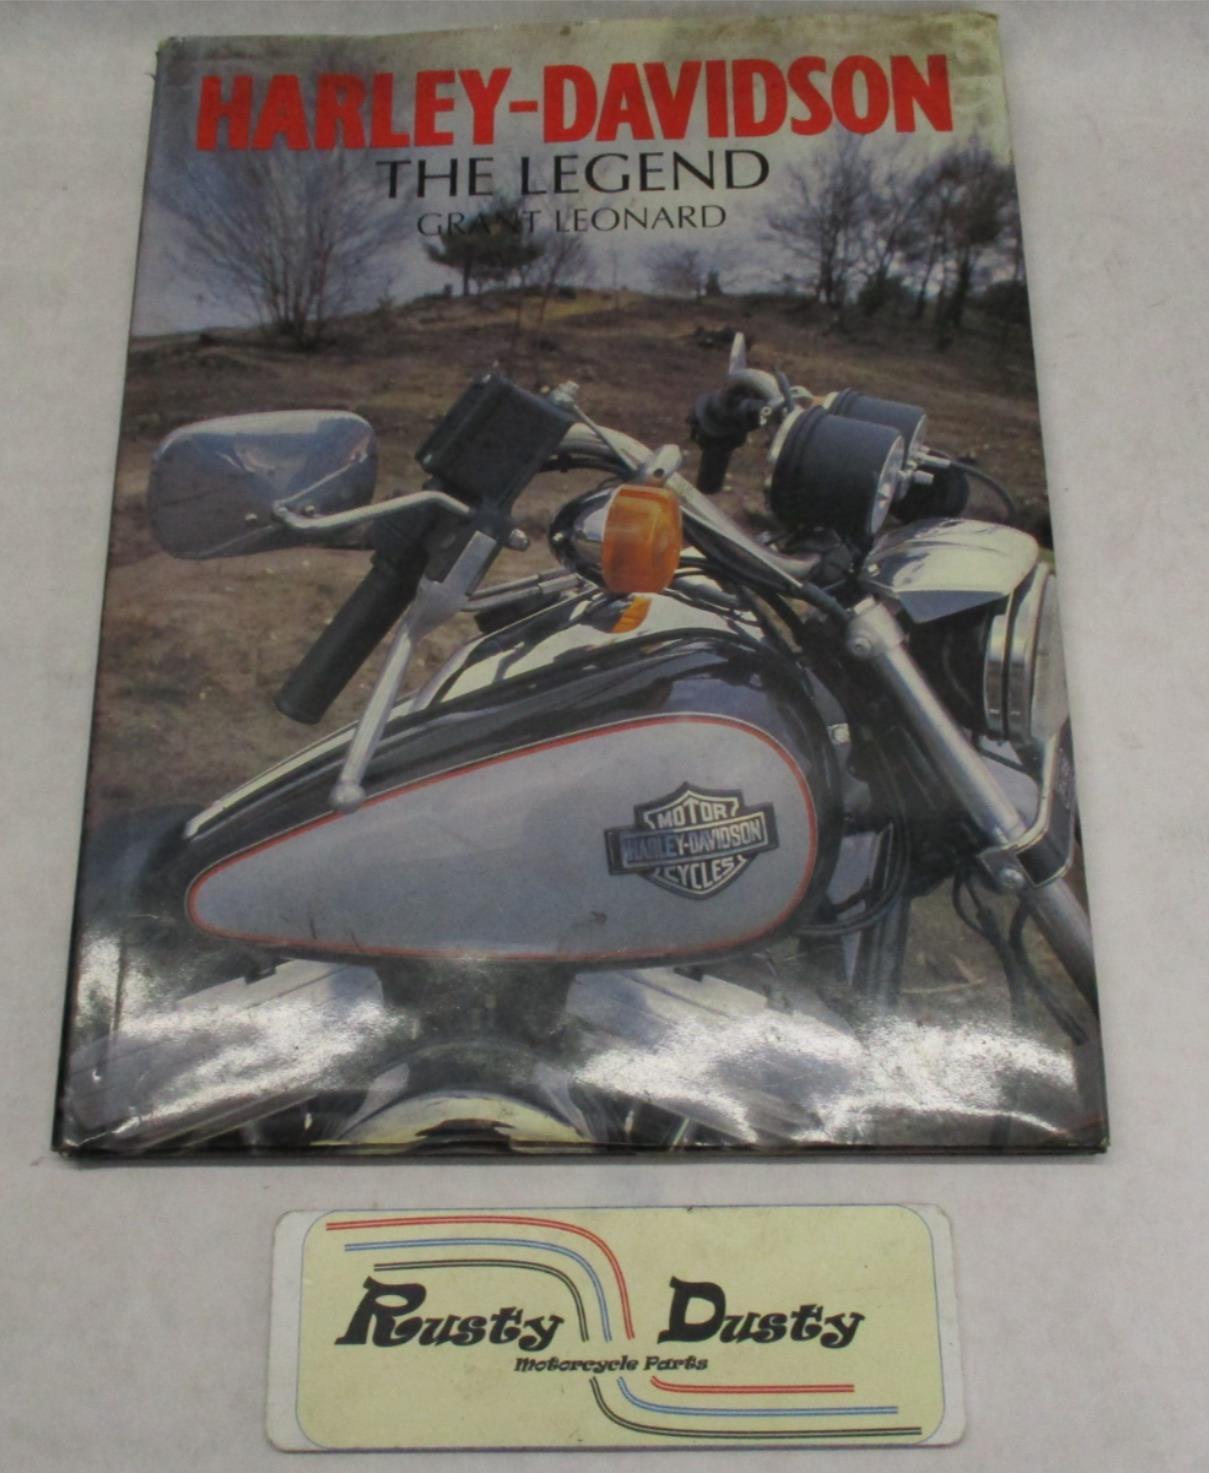 HARLEY-DAVIDSON
THE LEGEND
GRANT LEONARD
MOTOR
HARLEY-DAVIDSON
CYCLES
Rusty Dusty
Motorcycle Parts